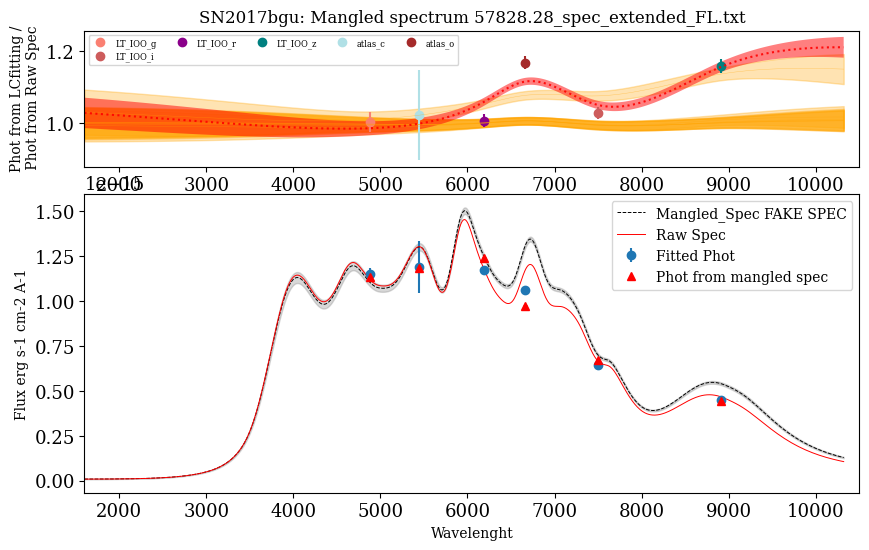 SN2017bgu: Mangled spectrum 57828.28_spec_extended_FL.txt
Phot from LCfitting /
Phot from Raw Spec
1.2
1.0
LT_IOO_g
LT_IOO_r
LT_IOO_z
atlas_c
atlas_o
LT_IOO_i
2000 3000 4000 5000 6000 7000 8000 9000 10000
1e−15
Flux erg s-1 cm-2 A-1
1.50
1.25
1.00
0.75
0.50
0.25
0.00
Mangled_Spec FAKE SPEC
Raw Spec
Fitted Phot
Phot from mangled spec
2000 3000 4000 5000 6000 7000 8000 9000 10000
Wavelenght